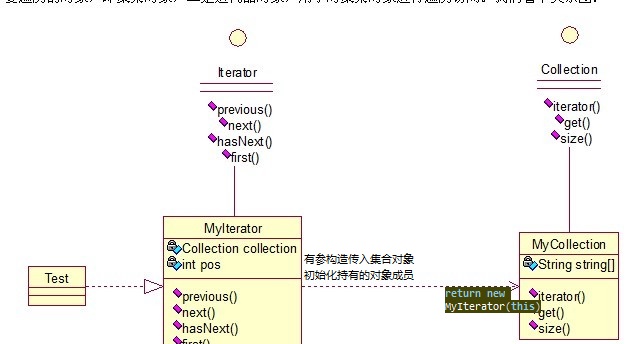 Iterator
previous()
next()
hasNext()
first()
Collection
iterator()
get()
size()
MyIterator
Collection collection
int pos
previous()
next()
hasNext()
first()
Test
有参构造传入集合对象
初始化持有的对象成员
return new
MyIterator(this)
MyCollection
String string[]
iterator()
get()
size()